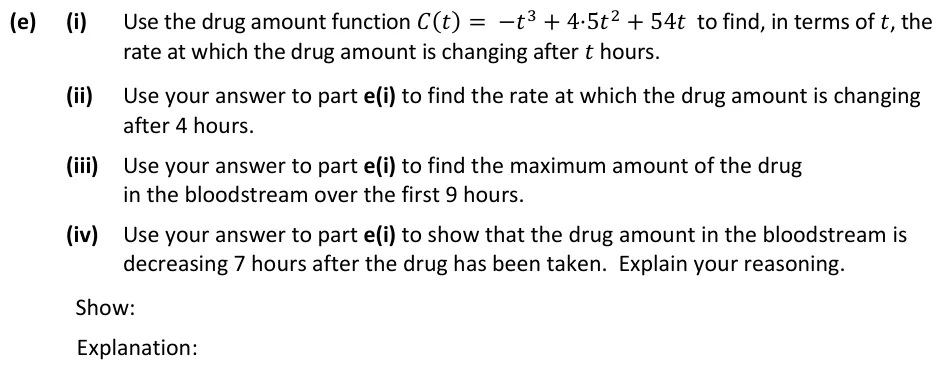 (e) (i) Use the drug amount function C(t) = −t³ + 4·5t² + 54t to find, in terms of t, the
rate at which the drug amount is changing after t hours.
(ii) Use your answer to part e(i) to find the rate at which the drug amount is changing
after 4 hours.
(iii) Use your answer to part e(i) to find the maximum amount of the drug
in the bloodstream over the first 9 hours.
(iv) Use your answer to part e(i) to show that the drug amount in the bloodstream is
decreasing 7 hours after the drug has been taken. Explain your reasoning.
Show:
Explanation: